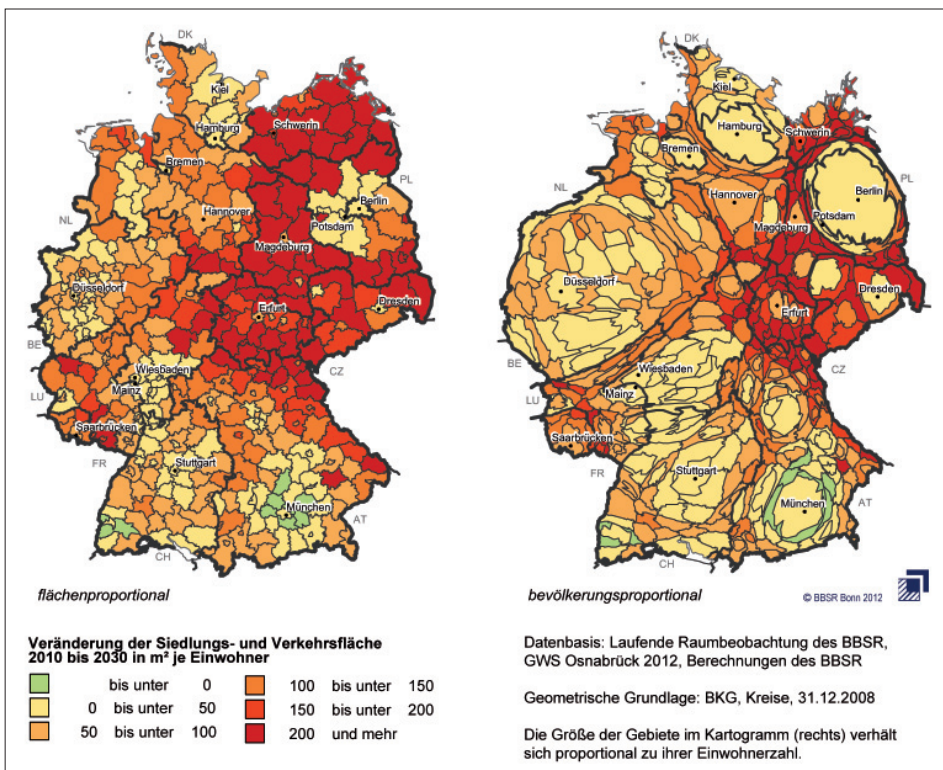 DK
Kiel
Hamburg
Schwerin
Bremen
PL
NL
Berlin
Hannover
Potsdam
Magdeburg
Düsseldorf
Erfurt
Dresden
BE
Wiesbaden
CZ
LU
Mainz
Saarbrücken
FR
Stuttgart
München
AT
CH
flächenproportional
DK
Kiel
Hamburg
Schwerin
Bremen
PL
NL
Berlin
Hannover
Magdeburg
Potsdam
Düsseldorf
Dresden
Erfurt
BE
Wiesbaden
CZ
LU
Mainz
Saarbrücken
FR
Stuttgart
München
AT
CH
bevölkerungsproportional
© BBSR Bonn 2012
Veränderung der Siedlungs- und Verkehrsfläche
2010 bis 2030 in m² je Einwohner
bis unter 0
0 bis unter 50
50 bis unter 100
100 bis unter 150
150 bis unter 200
200 und mehr
Datenbasis: Laufende Raumbeobachtung des BBSR,
GWS Osnabrück 2012, Berechnungen des BBSR
Geometrische Grundlage: BKG, Kreise, 31.12.2008
Die Größe der Gebiete im Kartogramm (rechts) verhält
sich proportional zu ihrer Einwohnerzahl.